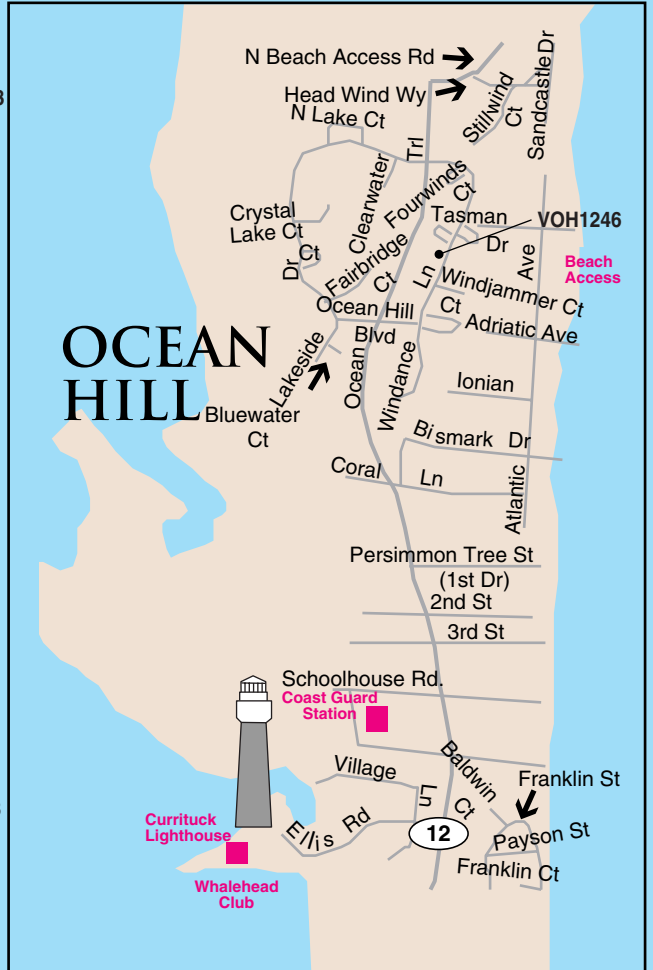 N Beach Access Rd
Head Wind Wy
N Lake Ct
Stillwind
Ct
Sandcastle Dr
Trl
Clearwater
Fourwinds
Ct
Crystal
Lake Ct
Tasman
Dr
VOH1246
Dr
Ct
Fairbridge
Ct
Ave
Beach
Access
Ln
Windjammer Ct
Ocean Hill
Blvd
Ct
Adriatic Ave
OCEAN
HILL
Lakeside
Ocean
Windance
Ionian
Bluewater
Ct
Bismark Dr
Coral
Ln
Atlantic
Persimmon Tree St
(1st Dr)
2nd St
3rd St
Schoolhouse Rd.
Coast Guard
Station
Village
Ln
Baldwin
Ct
Franklin St
Currituck
Lighthouse
Ellis Rd
12
Payson St
Franklin Ct
Whalehead
Club